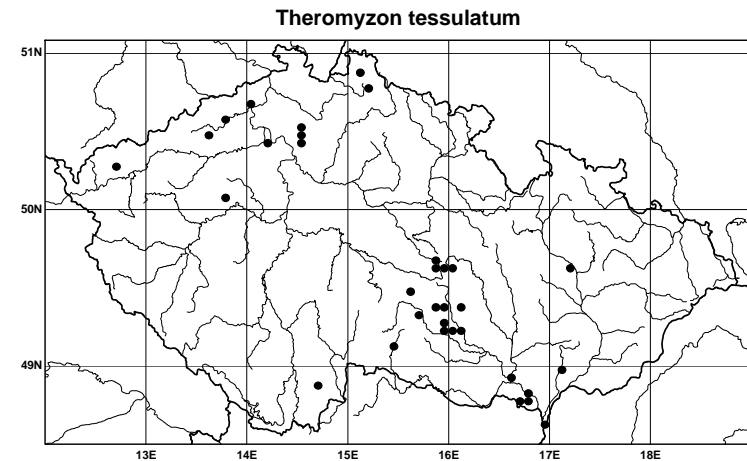 Theromyzon tessulatum
51N
50N
49N
13E 14E 15E 16E 17E 18E